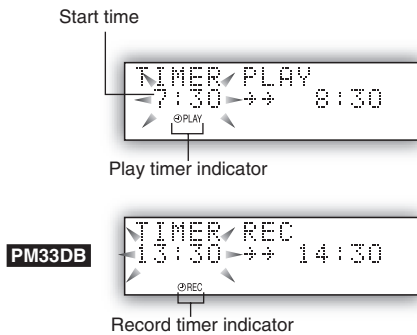 Start time
TIMER PLAY
7:30 →→ 8:30
PLAY
Play timer indicator
TIMER REC
PM33DB
13:30 →→ 14:30
REC
Record timer indicator